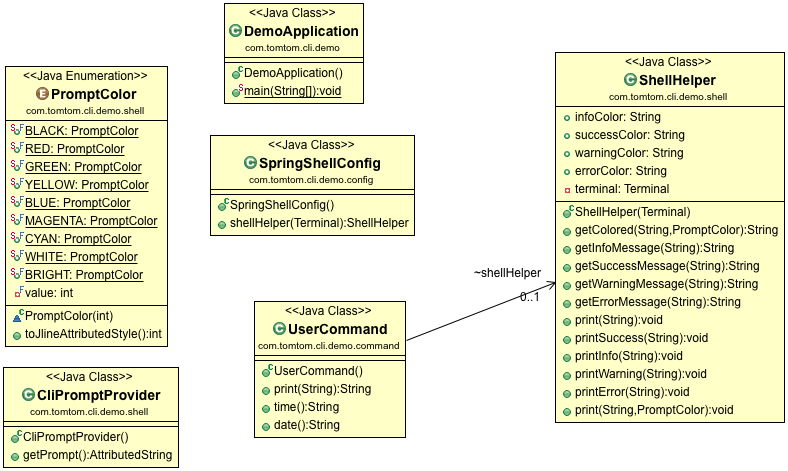 <<Java Class>>
DemoApplication
com.tomtom.cli.demo
DemoApplication()
main(String[]):void
<<Java Enumeration>>
PromptColor
com.tomtom.cli.demo.shell
BLACK: PromptColor
RED: PromptColor
GREEN: PromptColor
YELLOW: PromptColor
BLUE: PromptColor
MAGENTA: PromptColor
CYAN: PromptColor
WHITE: PromptColor
BRIGHT: PromptColor
value: int
PromptColor(int)
toJlineAttributedStyle():int
<<Java Class>>
SpringShellConfig
com.tomtom.cli.demo.config
SpringShellConfig()
shellHelper(Terminal):ShellHelper
<<Java Class>>
ShellHelper
com.tomtom.cli.demo.shell
infoColor: String
successColor: String
warningColor: String
errorColor: String
terminal: Terminal
ShellHelper(Terminal)
getColored(String,PromptColor):String
getInfoMessage(String):String
getSuccessMessage(String):String
getWarningMessage(String):String
getErrorMessage(String):String
print(String):void
printSuccess(String):void
printInfo(String):void
printWarning(String):void
printError(String):void
print(String,PromptColor):void
~shellHelper
0..1
<<Java Class>>
UserCommand
com.tomtom.cli.demo.command
UserCommand()
print(String):String
time():String
date():String
<<Java Class>>
CliPromptProvider
com.tomtom.cli.demo.shell
CliPromptProvider()
getPrompt():AttributedString